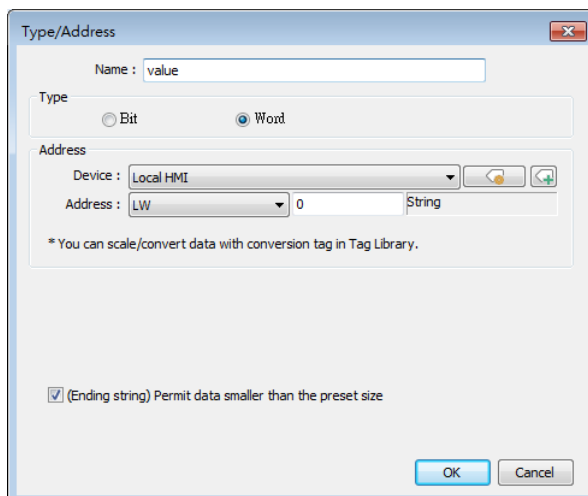 Type/Address
Name : value
Type
Bit Word
Address
Device : Local HMI
Address : LW 0 String
* You can scale/convert data with conversion tag in Tag Library.
(Ending string) Permit data smaller than the preset size
OK Cancel